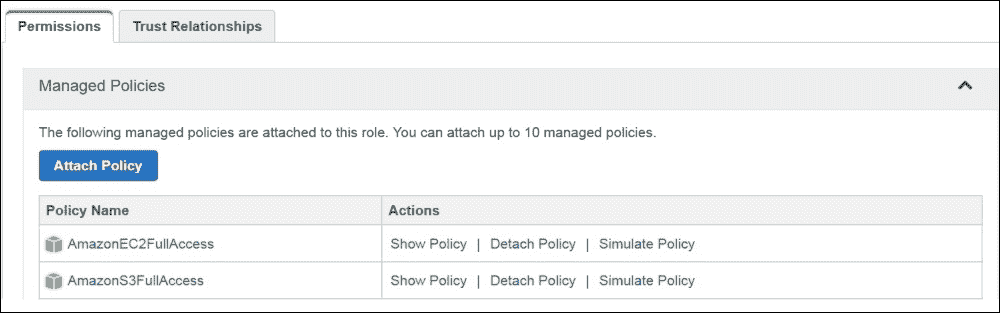 Permissions Trust Relationships
Managed Policies
The following managed policies are attached to this role. You can attach up to 10 managed policies.
Attach Policy
Policy Name Actions
AmazonEC2FullAccess Show Policy | Detach Policy | Simulate Policy
AmazonS3FullAccess Show Policy | Detach Policy | Simulate Policy